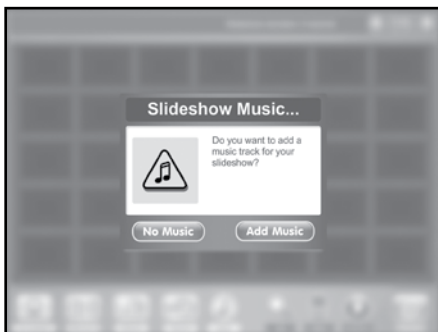 Slideshow Music...
Do you want to add a
music track for your
slideshow?
No Music
Add Music